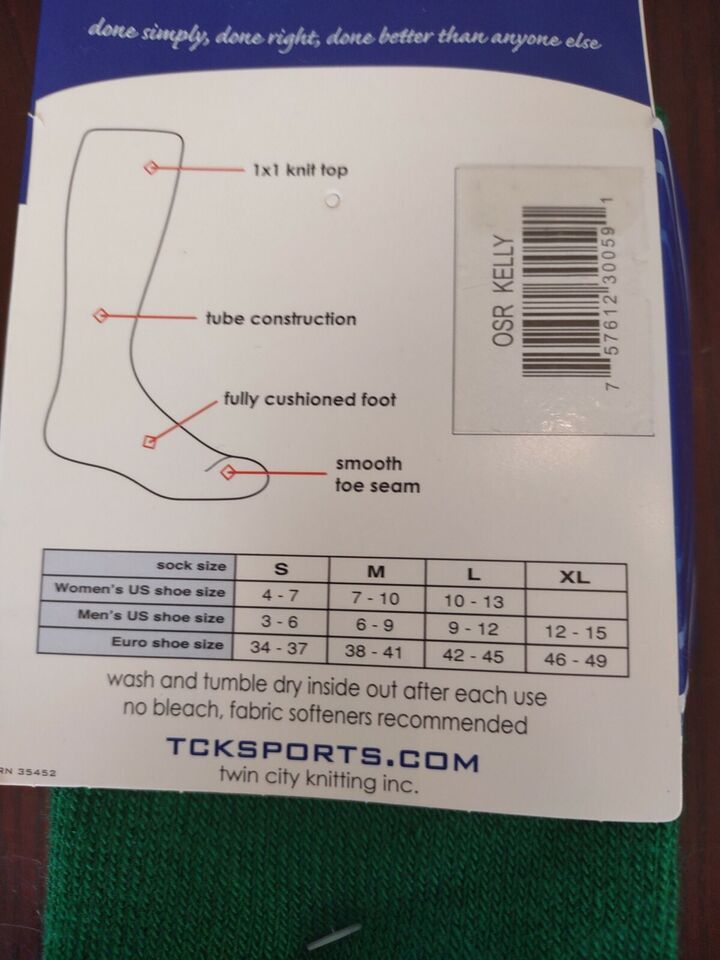 done simply, done right, done better than anyone else
1x1 knit top
tube construction
fully cushioned foot
smooth
toe seam
OSR KELLY
7 57612 30059 1
sock size S M L XL
Women's US shoe size 4 - 7 7 - 10 10 - 13
Men's US shoe size 3 - 6 6 - 9 9 - 12 12 - 15
Euro shoe size 34 - 37 38 - 41 42 - 45 46 - 49
wash and tumble dry inside out after each use
no bleach, fabric softeners recommended
TCKSPORTS.COM
RN 35452
twin city knitting inc.